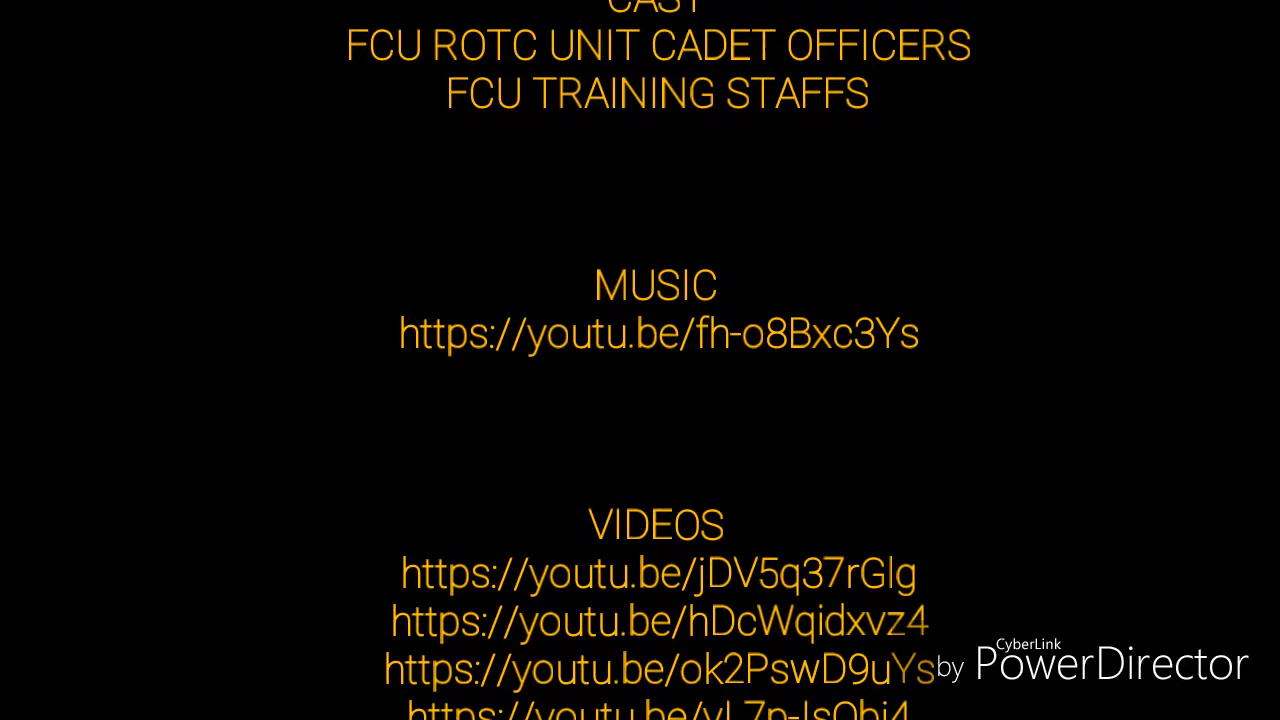 CAST
FCU ROTC UNIT CADET OFFICERS
FCU TRAINING STAFFS
MUSIC
https://youtu.be/fh-o8Bxc3Ys
VIDEOS
https://youtu.be/jDV5q37rGlg
https://youtu.be/hDcWqidxvz4
https://youtu.be/ok2PswD9uYs
CyberLink
by PowerDirector